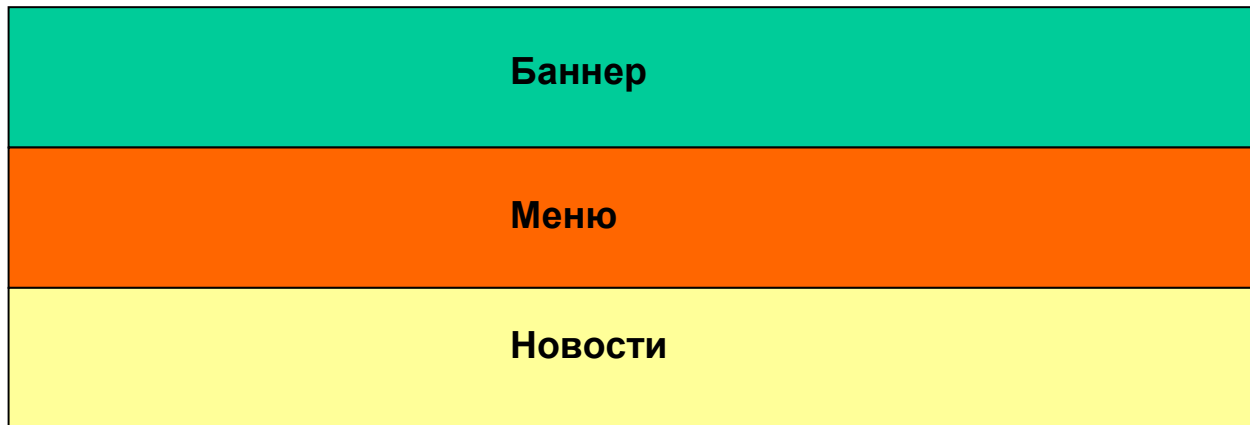 Баннер
Меню
Новости